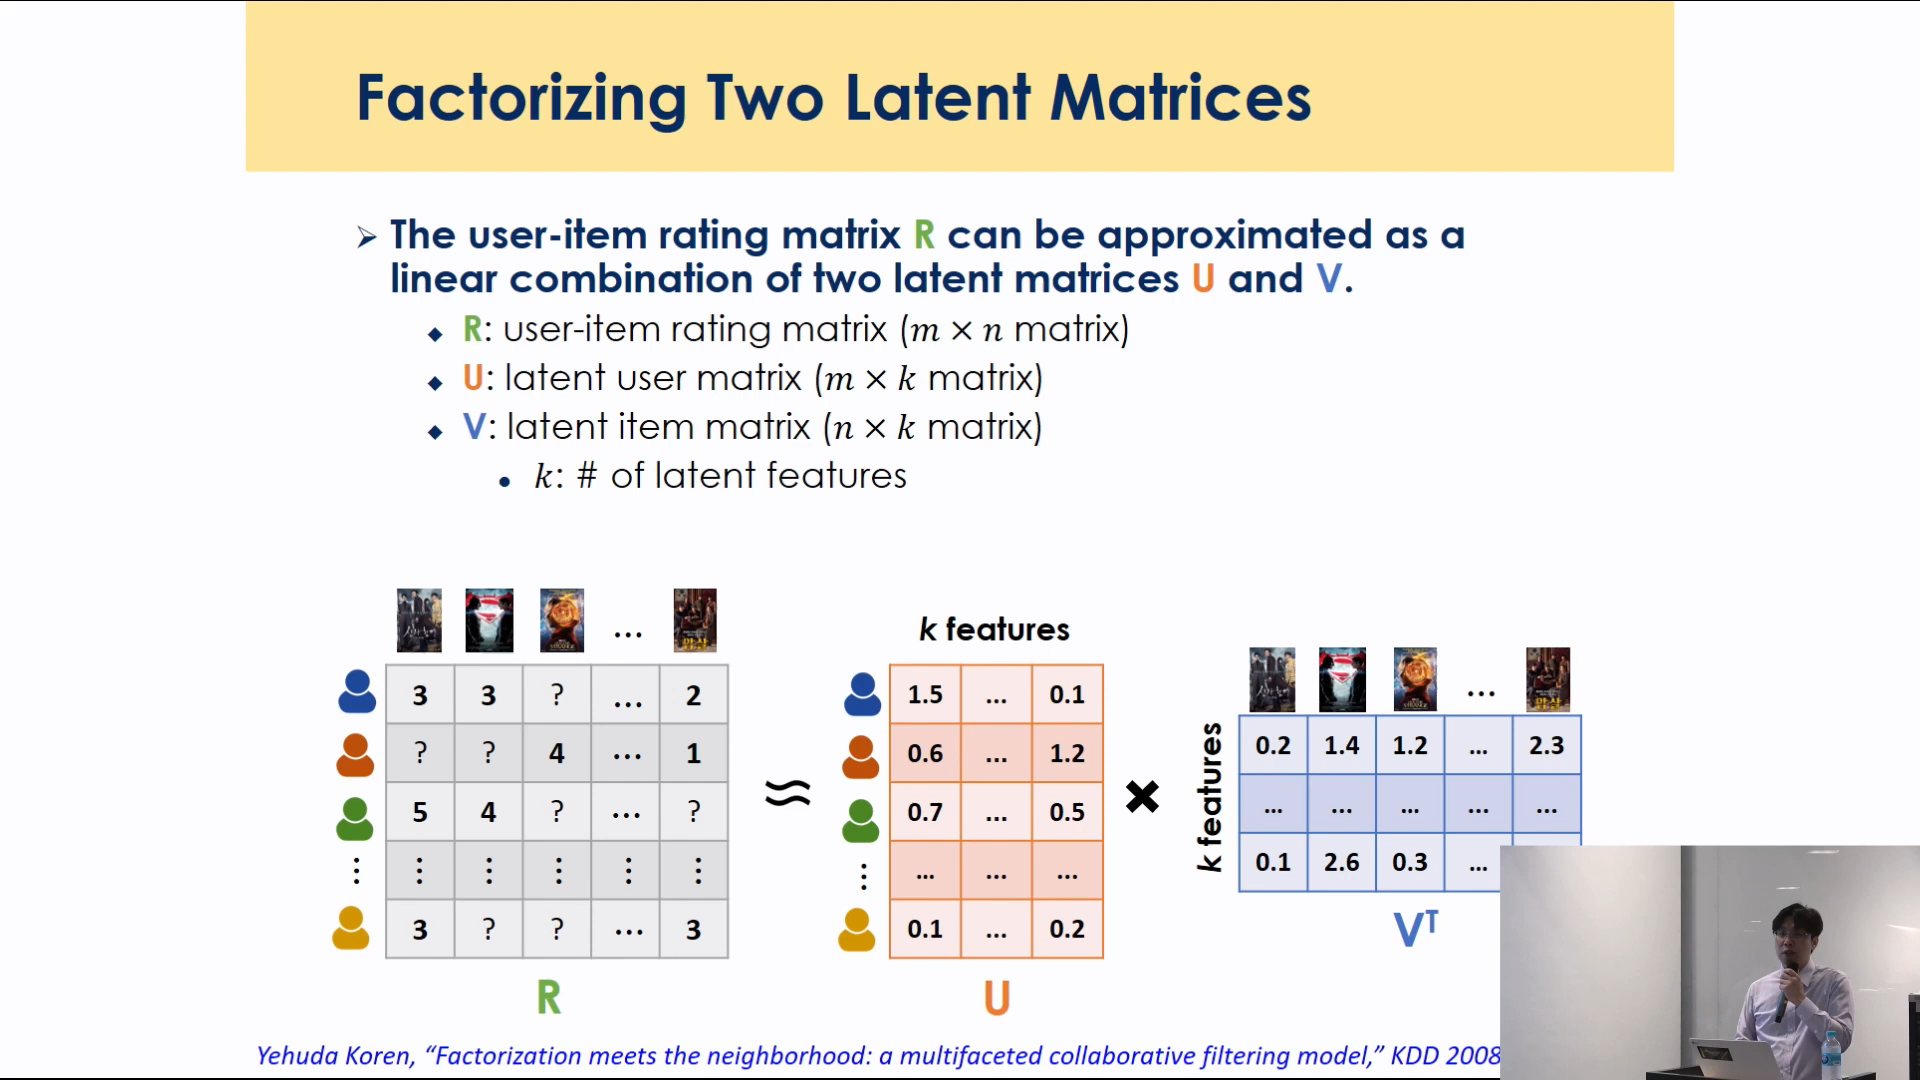 Factorizing Two Latent Matrices
➢ The user-item rating matrix R can be approximated as a
linear combination of two latent matrices U and V.
◆ R: user-item rating matrix (m × n matrix)
◆ U: latent user matrix (m × k matrix)
◆ V: latent item matrix (n × k matrix)
• k: # of latent features
...
3 3 ? ... 2
? ? 4 ... 1
5 4 ? ... ?
⋮ ⋮ ⋮ ⋮ ⋮ ⋮
3 ? ? ... 3
R
≈
k features
1.5 ... 0.1
0.6 ... 1.2
0.7 ... 0.5
⋮ ... ... ...
0.1 ... 0.2
U
×
k features
...
0.2 1.4 1.2 ... 2.3
... ... ... ... ...
0.1 2.6 0.3 ...
Vᵀ
Yehuda Koren, “Factorization meets the neighborhood: a multifaceted collaborative filtering model,” KDD 2008